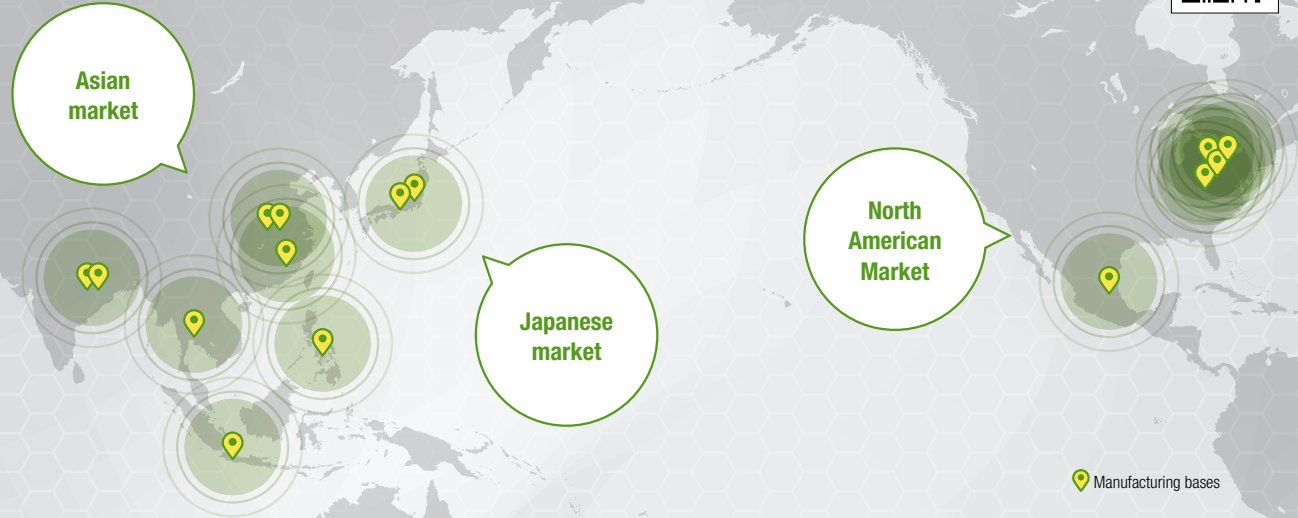 Asian
market
North
American
Market
Japanese
market
Manufacturing bases